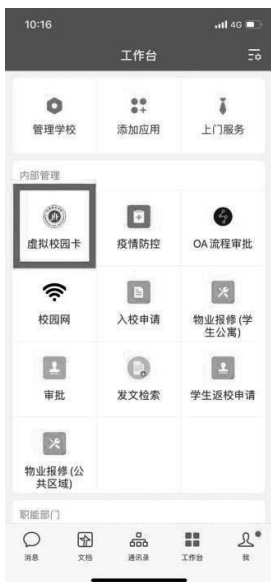 10:16
4G
工作台
管理学校 添加应用 上门服务
内部管理
虚拟校园卡 疫情防控 OA流程审批
校园网 入校申请 物业报修(学
生公寓)
审批 发文检索 学生返校申请
物业报修(公
共区域)
职能部门
消息 文档 通讯录 工作台 我